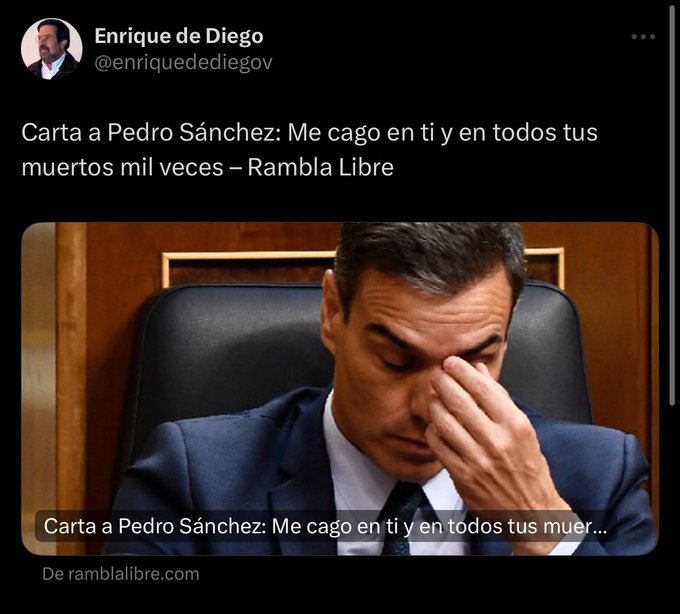 Enrique de Diego
@enriquedediegov
Carta a Pedro Sánchez: Me cago en ti y en todos tus
muertos mil veces – Rambla Libre
Carta a Pedro Sánchez: Me cago en ti y en todos tus muer...
De ramblalibre.com